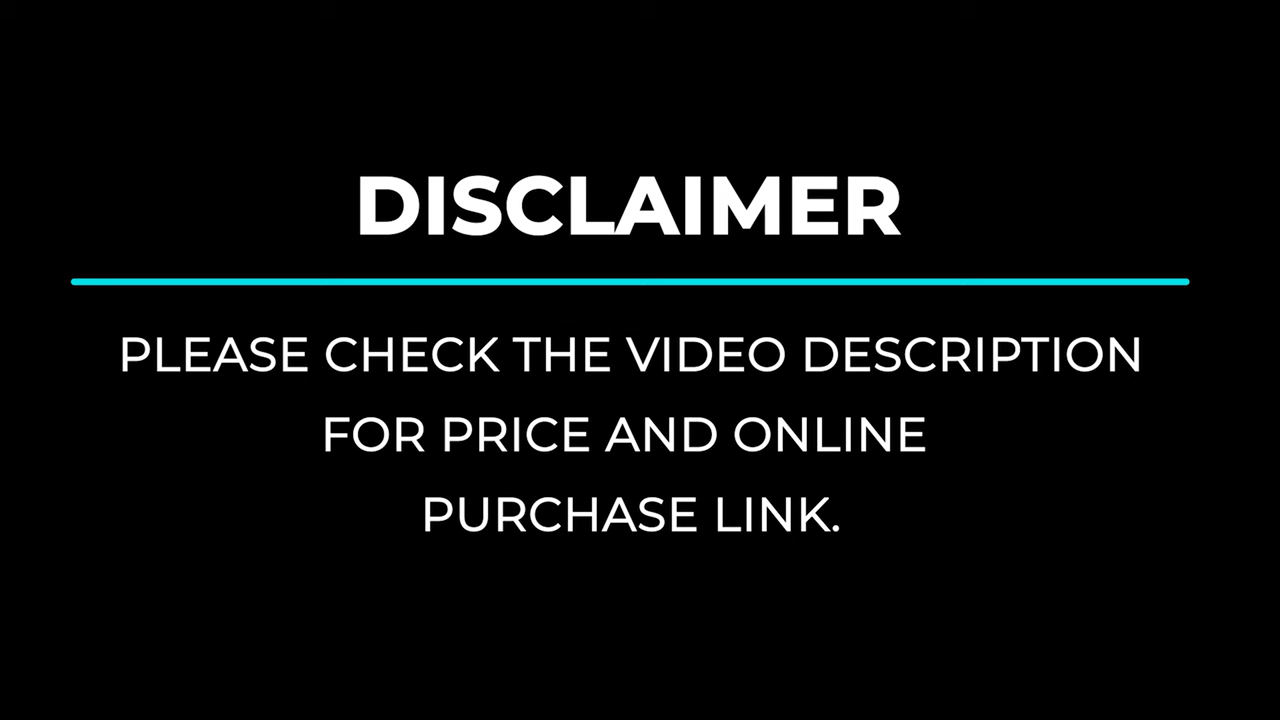 DISCLAIMER
PLEASE CHECK THE VIDEO DESCRIPTION
FOR PRICE AND ONLINE
PURCHASE LINK.